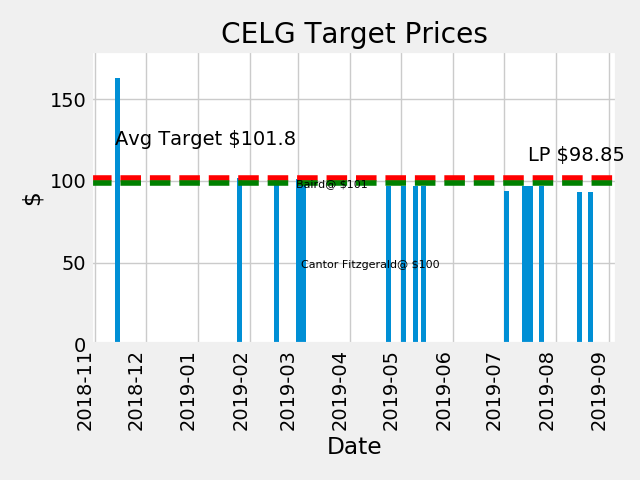 CELG Target Prices
150
Avg Target $101.8
LP $98.85
100
Baird@ $101
$
50
Cantor Fitzgerald@ $100
0
2018-11
2018-12
2019-01
2019-02
2019-03
2019-04
2019-05
2019-06
2019-07
2019-08
2019-09
Date